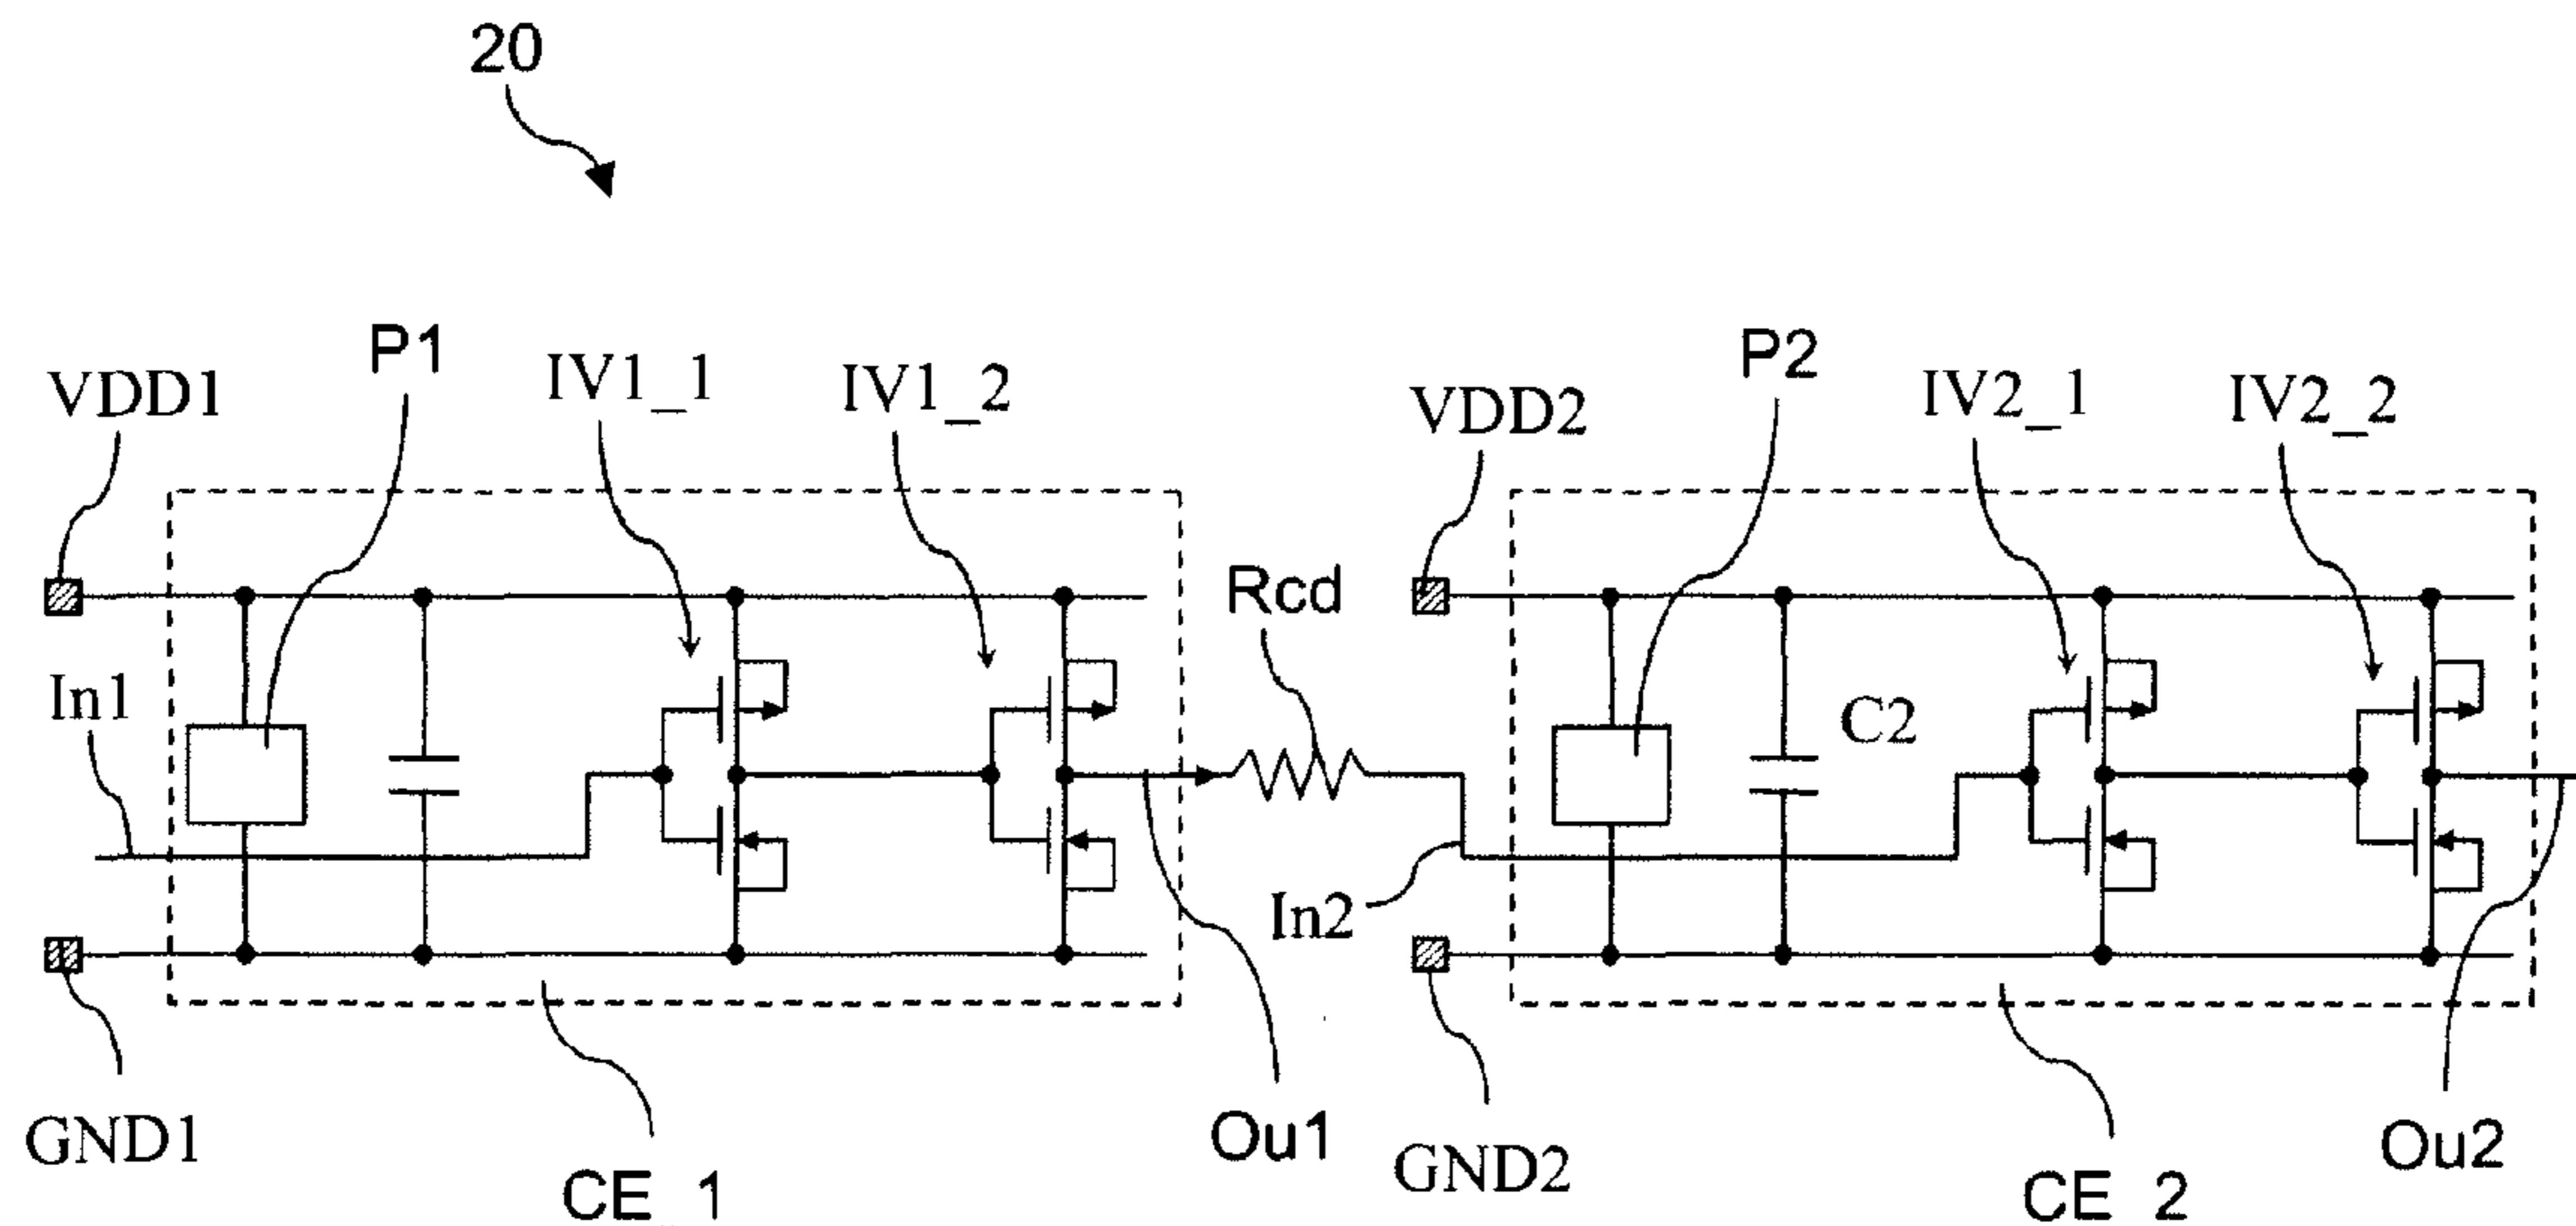 20
P1
VDD1
IV1_1
IV1_2
P2
VDD2
IV2_1
IV2_2
Rcd
In1
C2
In2
GND1
Ou1
GND2
Ou2
CE_1
CE_2